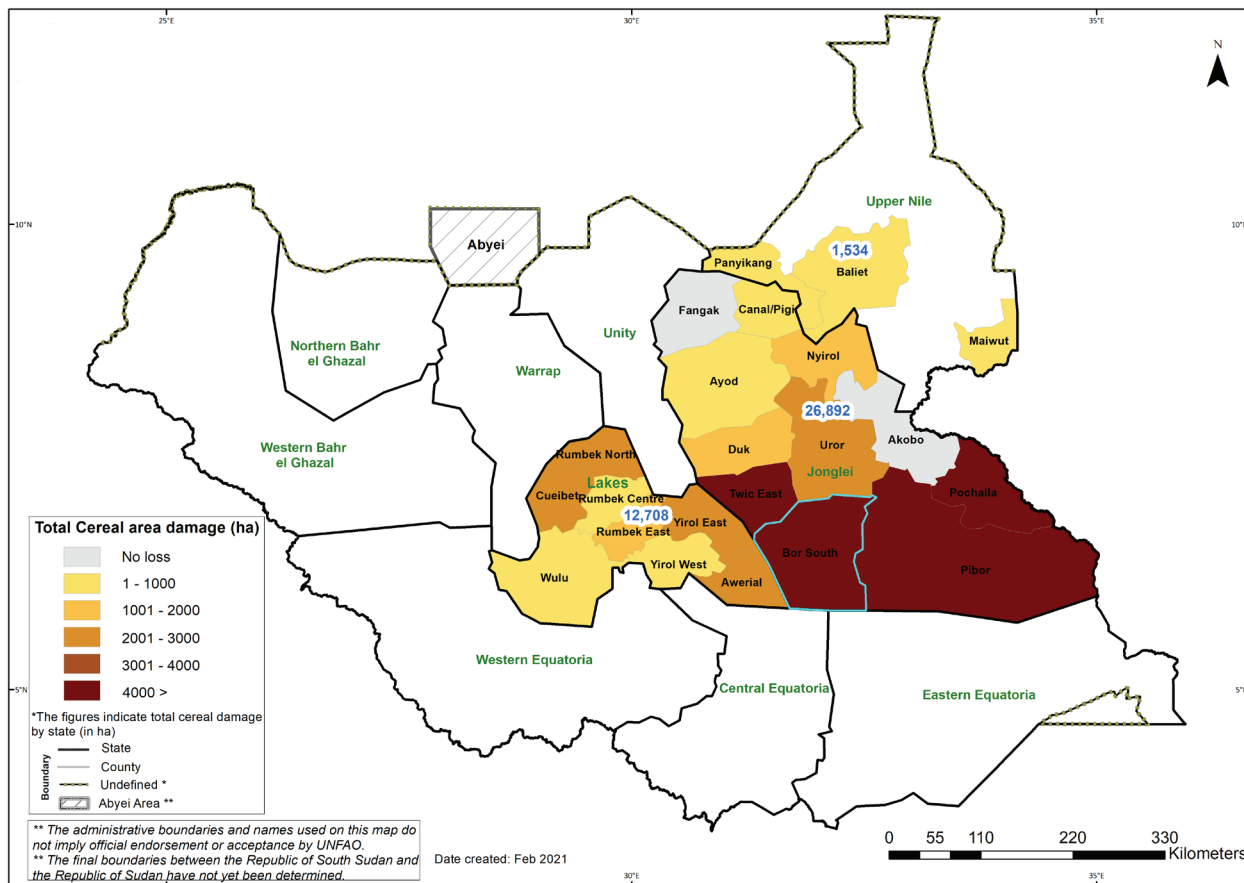 25°E
30°E
35°E
N
10°N
10°N
Upper Nile
Abyei
1,534
Panyikang
Baliet
Fangak
Canal/Pigi
Unity
Maiwut
Northern Bahr
el Ghazal
Nyirol
Warrap
Ayod
26,892
Akobo
Western Bahr
el Ghazal
Duk
Uror
Rumbek North
Jonglei
Lakes
Cueibet
Rumbek Centre
Twic East
Pochalla
12,708
Yirol East
Rumbek East
Bor South
Yirol West
Pibor
Wulu
Awerial
Total Cereal area damage (ha)
No loss
1 - 1000
1001 - 2000
2001 - 3000
3001 - 4000
4000 >
Western Equatoria
Central Equatoria
Eastern Equatoria
5°N
5°N
*The figures indicate total cereal damage
by state (in ha)
Boundary
State
County
Undefined *
Abyei Area **
** The administrative boundaries and names used on this map do
not imply official endorsement or acceptance by UNFAO.
** The final boundaries between the Republic of South Sudan and
the Republic of Sudan have not yet been determined.
Date created: Feb 2021
0 55 110 220 330
Kilometers
30°E
35°E